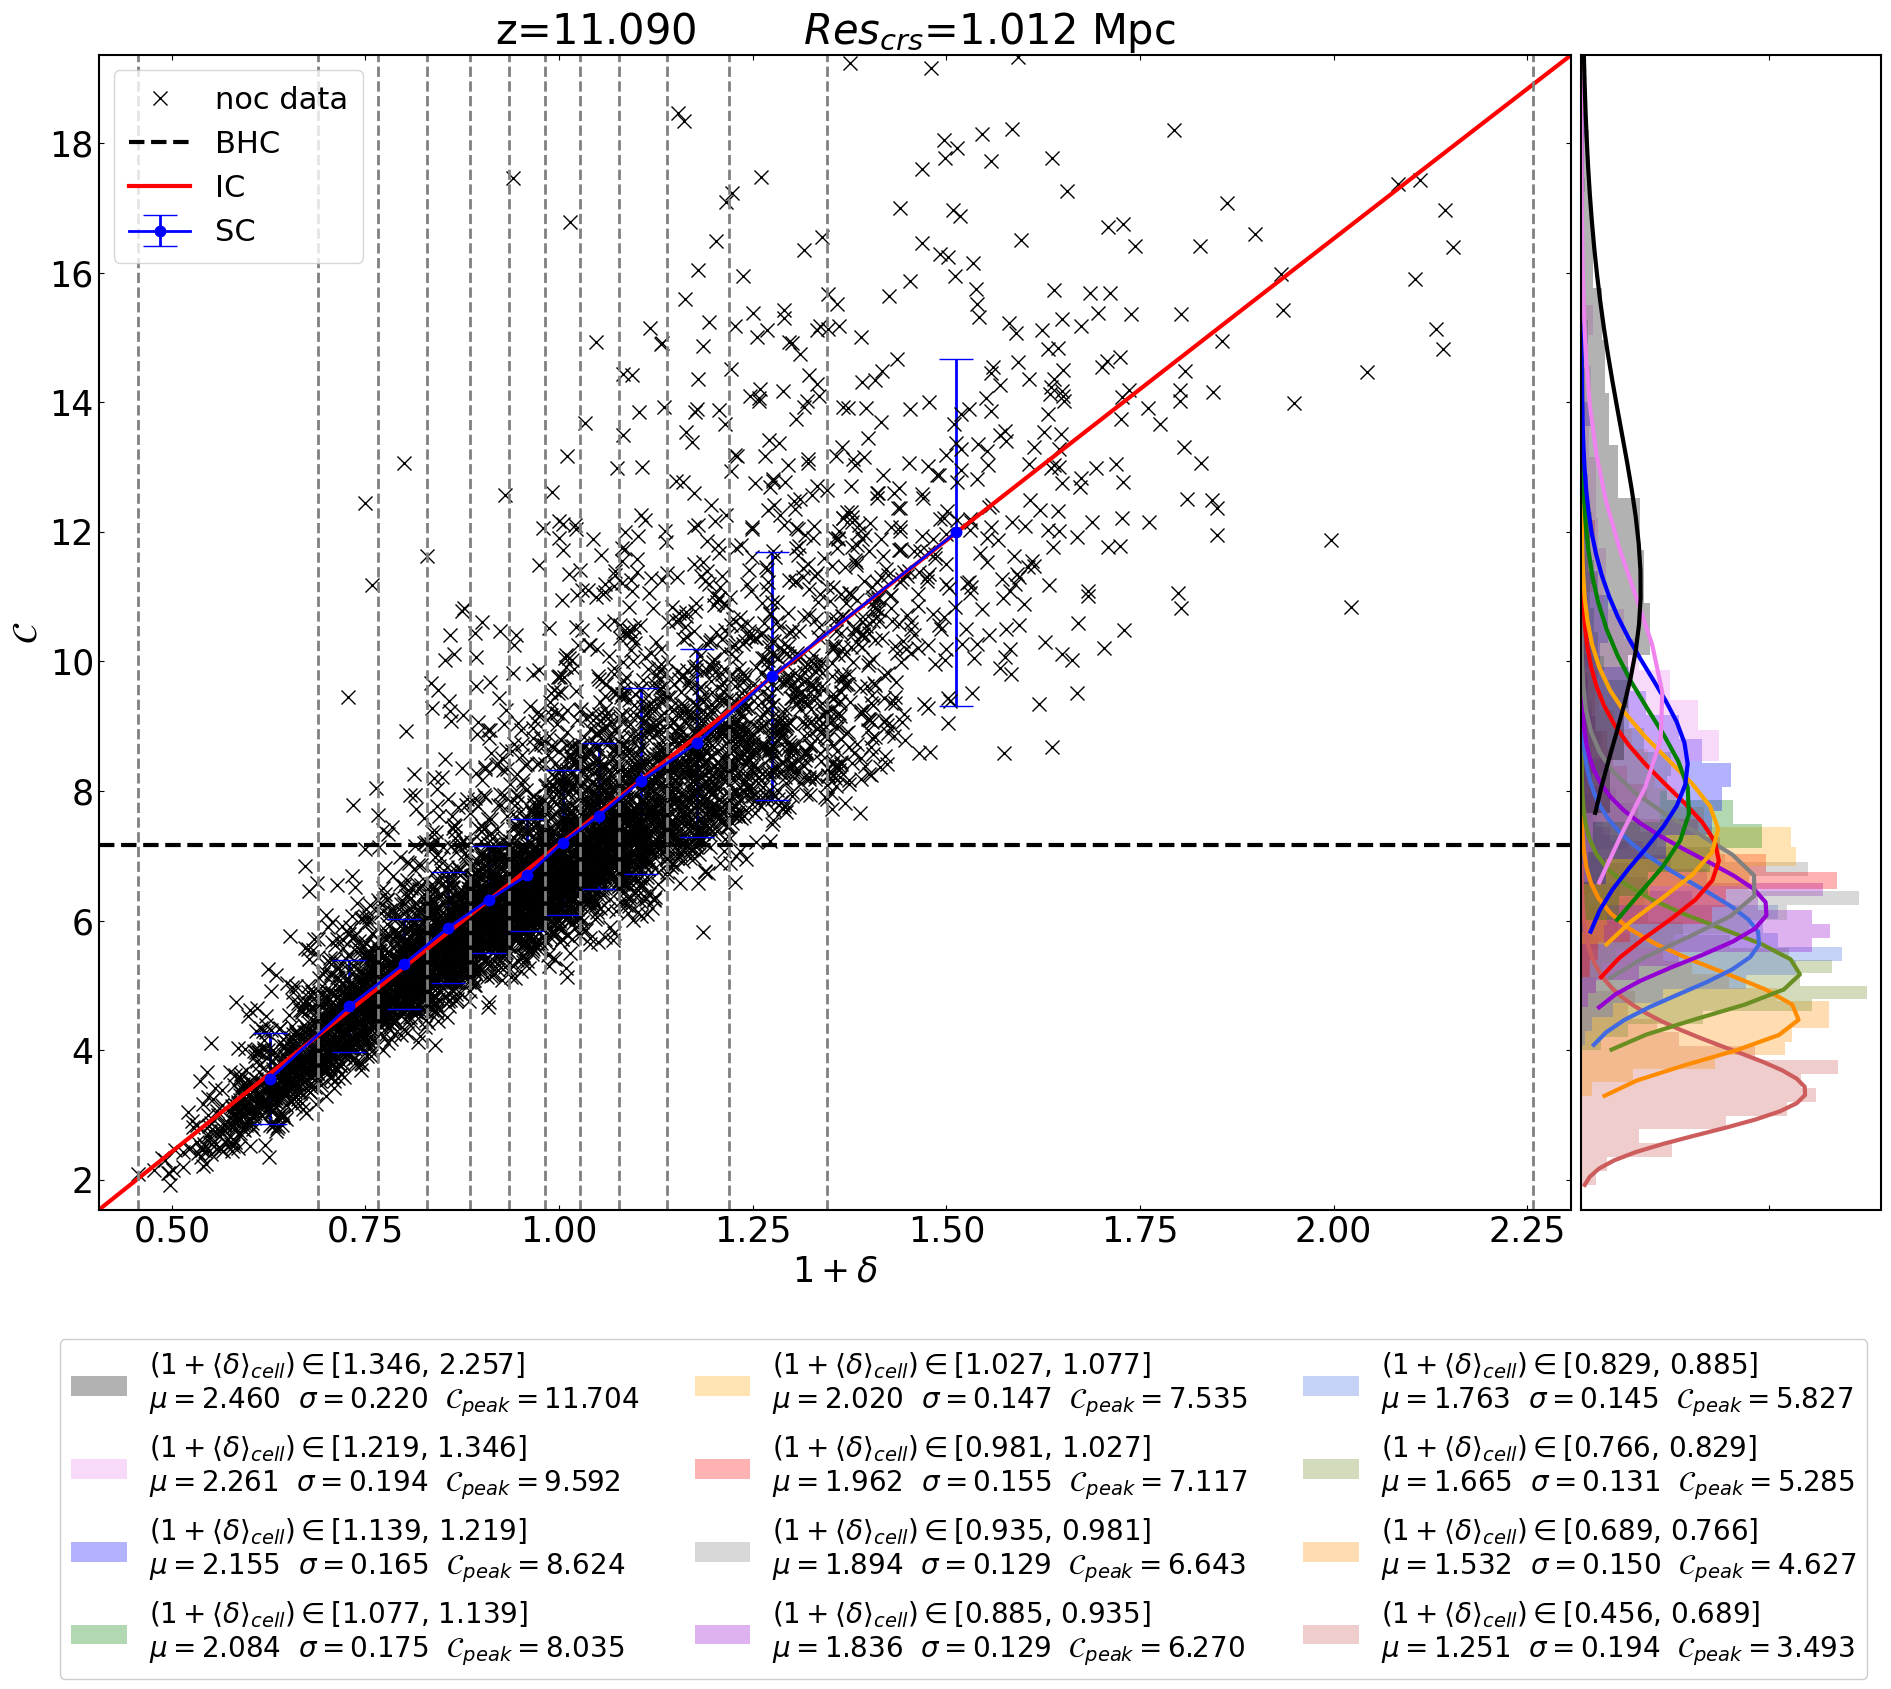 z=11.090 Res_crs=1.012 Mpc
noc data
BHC
IC
SC
18
16
14
12
10
8
6
4
2
𝒞
0.50 0.75 1.00 1.25 1.50 1.75 2.00 2.25
1 + δ
(1 + ⟨δ⟩_cell) ∈ [1.346, 2.257]
μ = 2.460 σ = 0.220 𝒞_peak = 11.704
(1 + ⟨δ⟩_cell) ∈ [1.219, 1.346]
μ = 2.261 σ = 0.194 𝒞_peak = 9.592
(1 + ⟨δ⟩_cell) ∈ [1.139, 1.219]
μ = 2.155 σ = 0.165 𝒞_peak = 8.624
(1 + ⟨δ⟩_cell) ∈ [1.077, 1.139]
μ = 2.084 σ = 0.175 𝒞_peak = 8.035
(1 + ⟨δ⟩_cell) ∈ [1.027, 1.077]
μ = 2.020 σ = 0.147 𝒞_peak = 7.535
(1 + ⟨δ⟩_cell) ∈ [0.981, 1.027]
μ = 1.962 σ = 0.155 𝒞_peak = 7.117
(1 + ⟨δ⟩_cell) ∈ [0.935, 0.981]
μ = 1.894 σ = 0.129 𝒞_peak = 6.643
(1 + ⟨δ⟩_cell) ∈ [0.885, 0.935]
μ = 1.836 σ = 0.129 𝒞_peak = 6.270
(1 + ⟨δ⟩_cell) ∈ [0.829, 0.885]
μ = 1.763 σ = 0.145 𝒞_peak = 5.827
(1 + ⟨δ⟩_cell) ∈ [0.766, 0.829]
μ = 1.665 σ = 0.131 𝒞_peak = 5.285
(1 + ⟨δ⟩_cell) ∈ [0.689, 0.766]
μ = 1.532 σ = 0.150 𝒞_peak = 4.627
(1 + ⟨δ⟩_cell) ∈ [0.456, 0.689]
μ = 1.251 σ = 0.194 𝒞_peak = 3.493